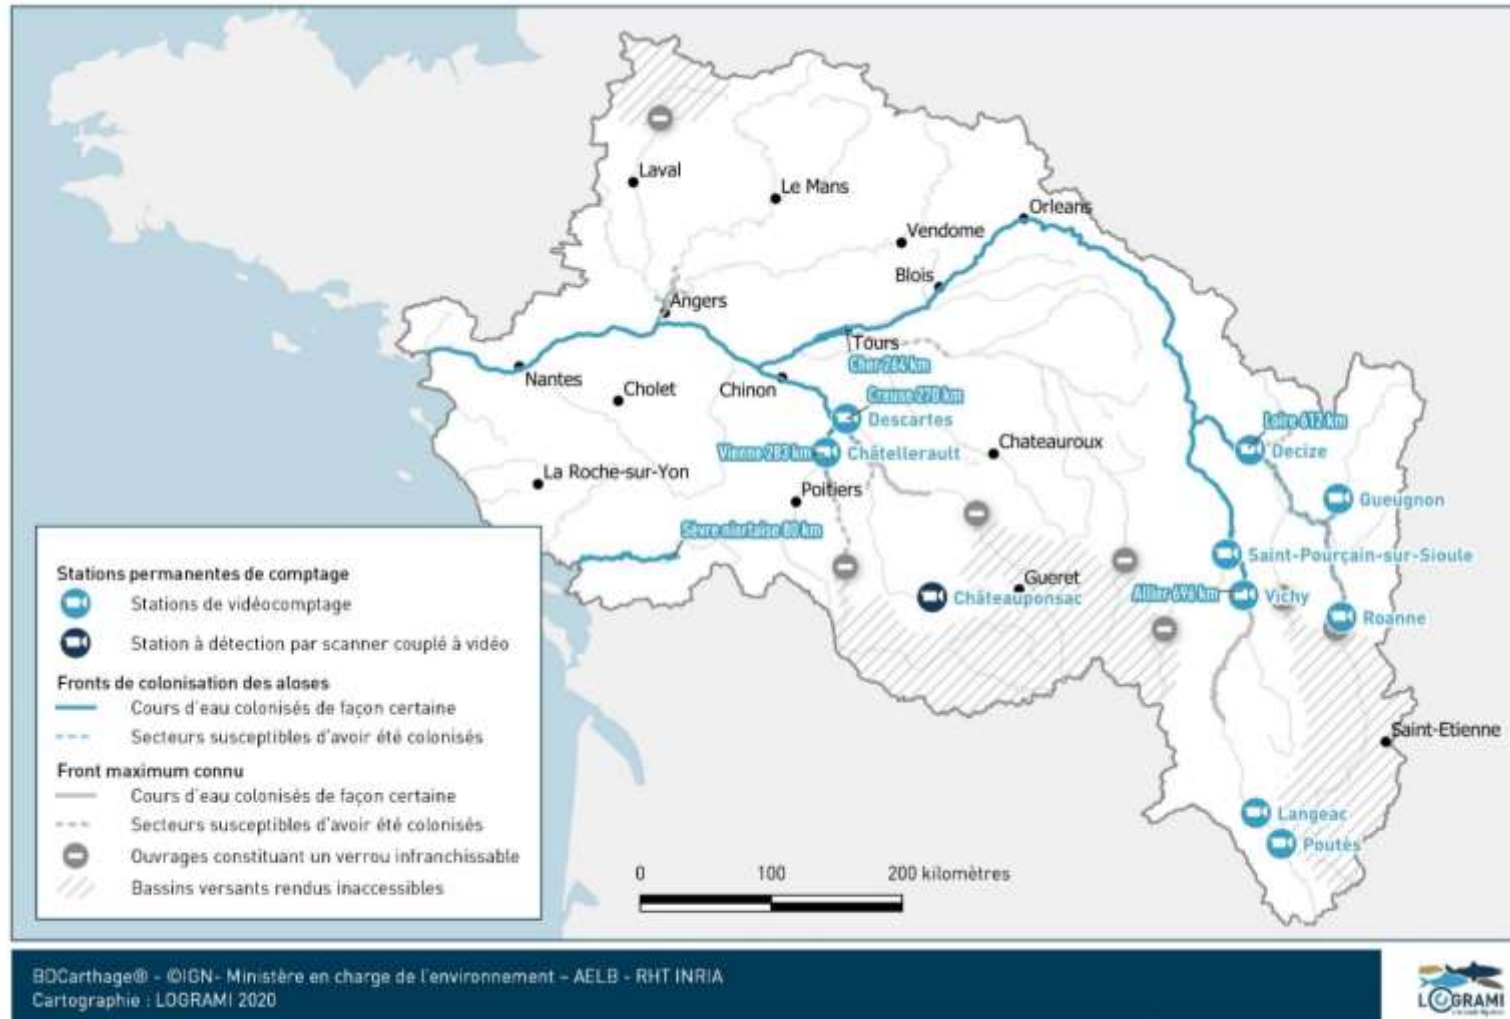 Laval
Le Mans
Orleans
Vendome
Blois
Angers
Tours
Cher 264 km
Nantes
Cholet
Chinon
Creuse 270 km
Descartes
Vienne 283 km
Châtellerault
Chateauroux
Loire 612 km
Decize
La Roche-sur-Yon
Poitiers
Gueugnon
Sèvre niortaise 80 km
Saint-Pourçain-sur-Sioule
Gueret
Châteauponsac
Allier 696 km
Vichy
Roanne
Saint-Etienne
Langeac
Poutès
Stations permanentes de comptage
Stations de vidéocomptage
Station à détection par scanner couplé à vidéo
Fronts de colonisation des aloses
Cours d'eau colonisés de façon certaine
Secteurs susceptibles d'avoir été colonisés
Front maximum connu
Cours d'eau colonisés de façon certaine
Secteurs susceptibles d'avoir été colonisés
Ouvrages constituant un verrou infranchissable
Bassins versants rendus inaccessibles
0 100 200 kilomètres
BDCarthage® - ©IGN- Ministère en charge de l'environnement – AELB - RHT INRIA
Cartographie : LOGRAMI 2020
LOGRAMI